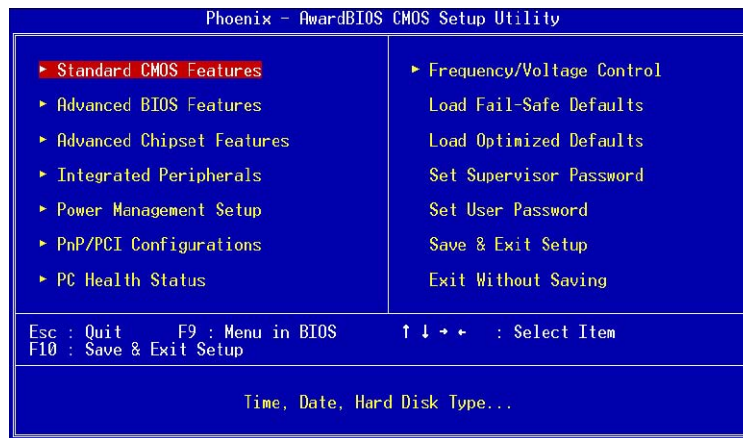 Phoenix - AwardBIOS CMOS Setup Utility
► Standard CMOS Features
► Advanced BIOS Features
► Advanced Chipset Features
► Integrated Peripherals
► Power Management Setup
► PnP/PCI Configurations
► PC Health Status
► Frequency/Voltage Control
Load Fail-Safe Defaults
Load Optimized Defaults
Set Supervisor Password
Set User Password
Save & Exit Setup
Exit Without Saving
Esc : Quit F9 : Menu in BIOS ↑ ↓ → ← : Select Item
F10 : Save & Exit Setup
Time, Date, Hard Disk Type...